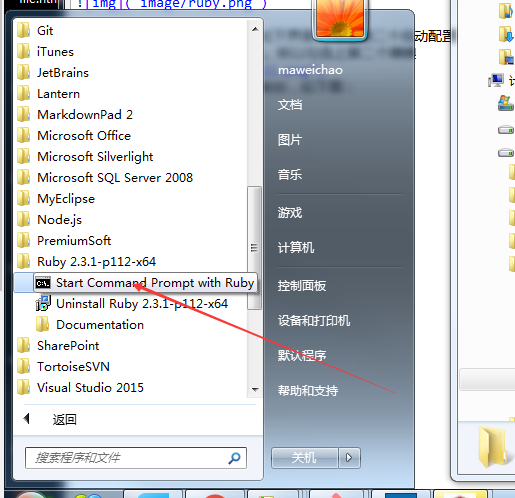 ![img](`image/ruby.png`)
Git
iTunes
JetBrains
Lantern
MarkdownPad 2
Microsoft Office
Microsoft Silverlight
Microsoft SQL Server 2008
MyEclipse
Node.js
PremiumSoft
Ruby 2.3.1-p112-x64
Start Command Prompt with Ruby
Uninstall Ruby 2.3.1-p112-x64
Documentation
SharePoint
TortoiseSVN
Visual Studio 2015
返回
搜索程序和文件
maweichao
文档
图片
音乐
游戏
计算机
控制面板
设备和打印机
默认程序
帮助和支持
关机
动配置